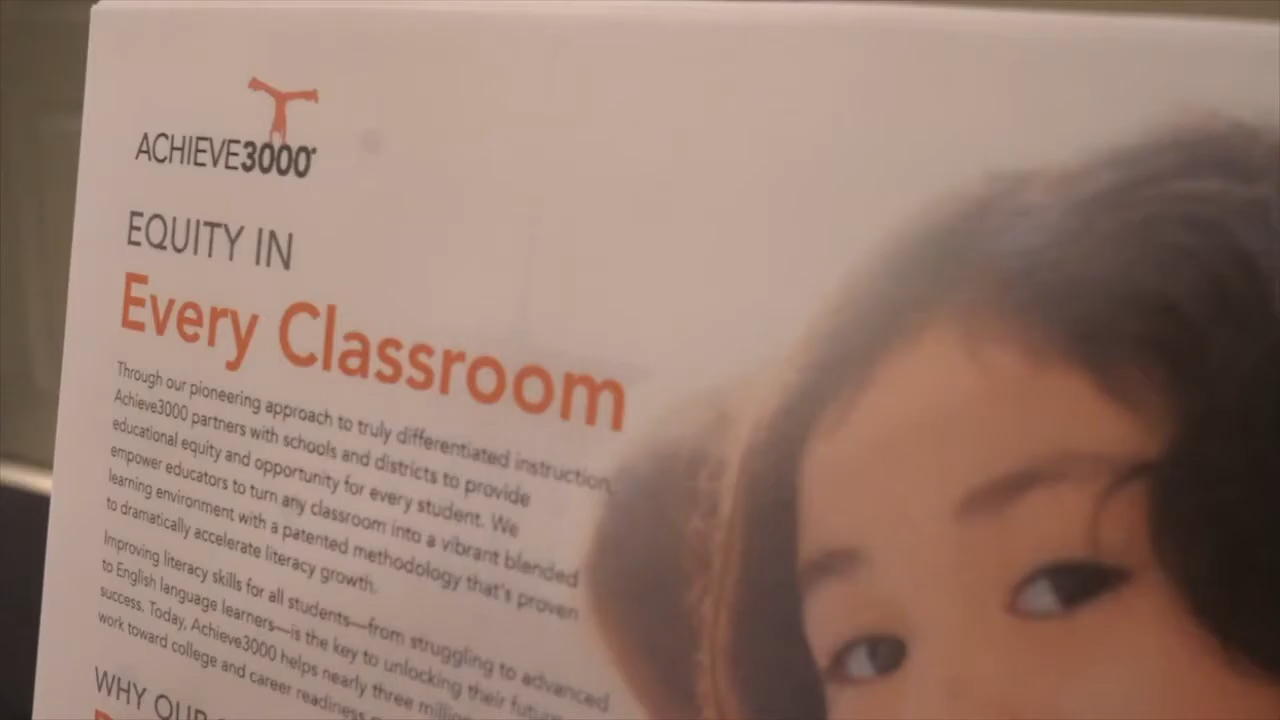 ACHIEVE3000®
EQUITY IN
Every Classroom
Through our pioneering approach to truly differentiated instruction,
Achieve3000 partners with schools and districts to provide
educational equity and opportunity for every student. We
empower educators to turn any classroom into a vibrant blended
learning environment with a patented methodology that's proven
to dramatically accelerate literacy growth.
Improving literacy skills for all students—from struggling to advanced
to English language learners—is the key to unlocking their future
success. Today, Achieve3000 helps nearly three million
work toward college and career readiness
WHY OUR